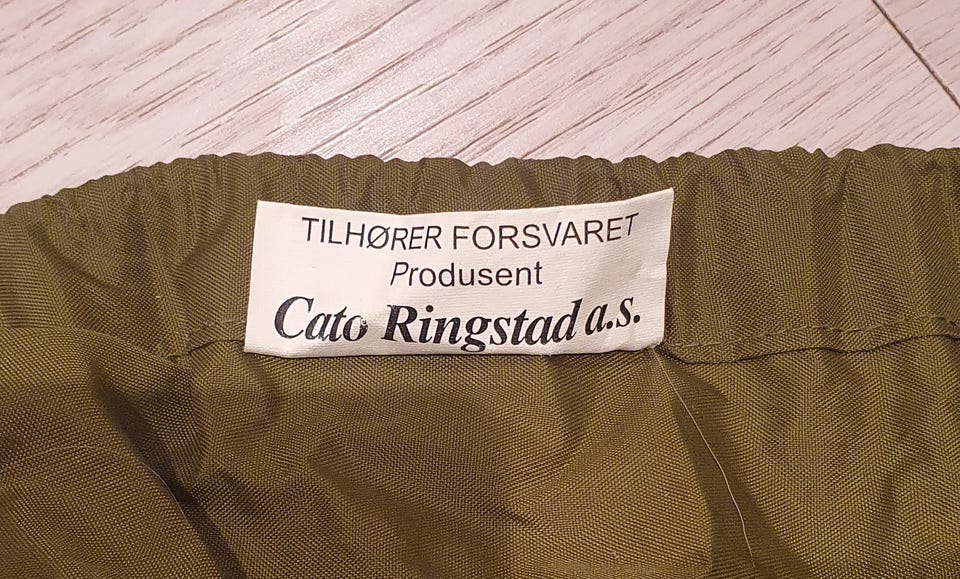 TILHØRER FORSVARET
Produsent
Cato Ringstad a.s.